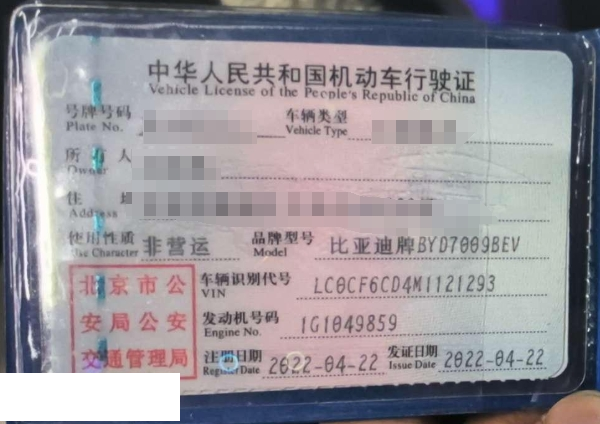 中华人民共和国机动车行驶证
Vehicle License of the People's Republic of China
号牌号码 车辆类型
Plate No. Vehicle Type
所有人
Owner
住址
Address
使用性质 非营运 品牌型号 比亚迪牌BYD7009BEV
Use Character Model
北京市公
安局公安
交通管理局
车辆识别代号 LC0CF6CD4M1121293
VIN
发动机号码 1G1049859
Engine No.
注册日期 2022-04-22 发证日期 2022-04-22
Register Date Issue Date